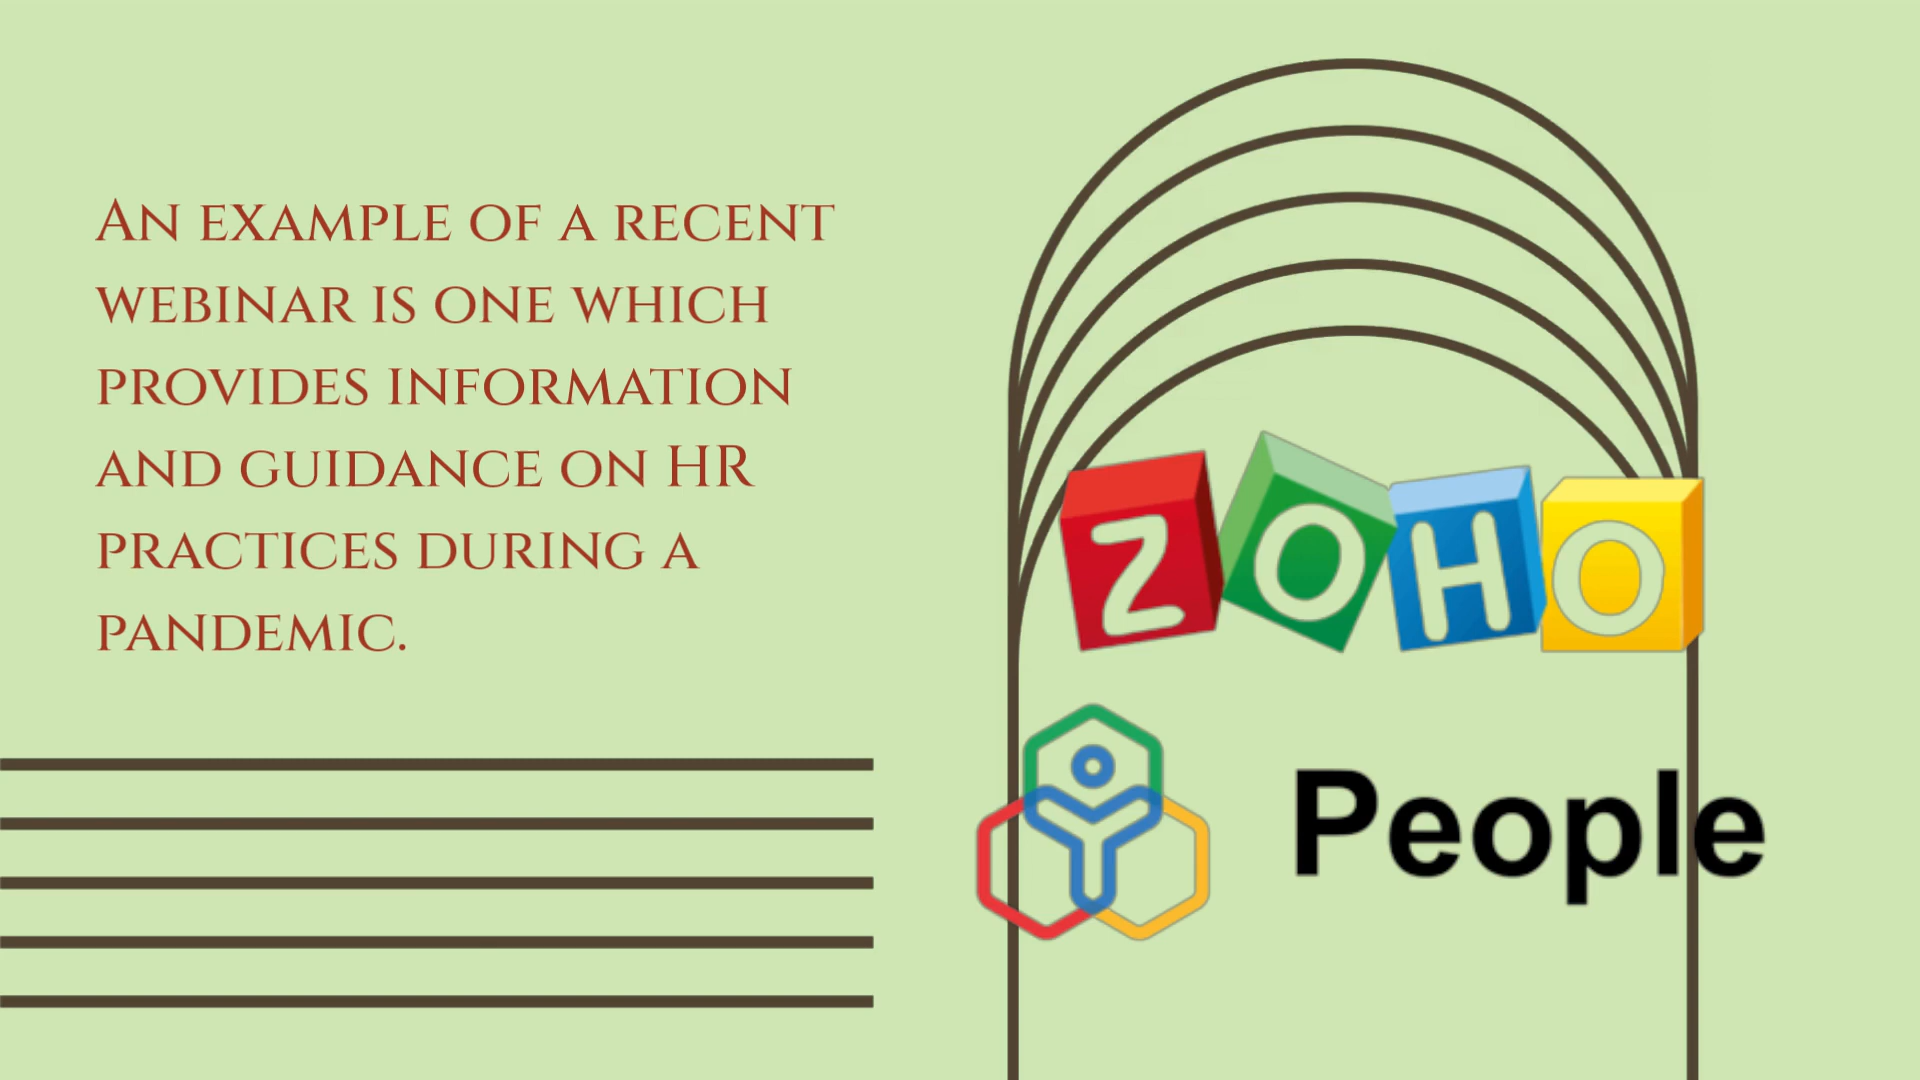 An example of a recent
webinar is one which
provides information
and guidance on HR
practices during a
pandemic.
ZOHO
People